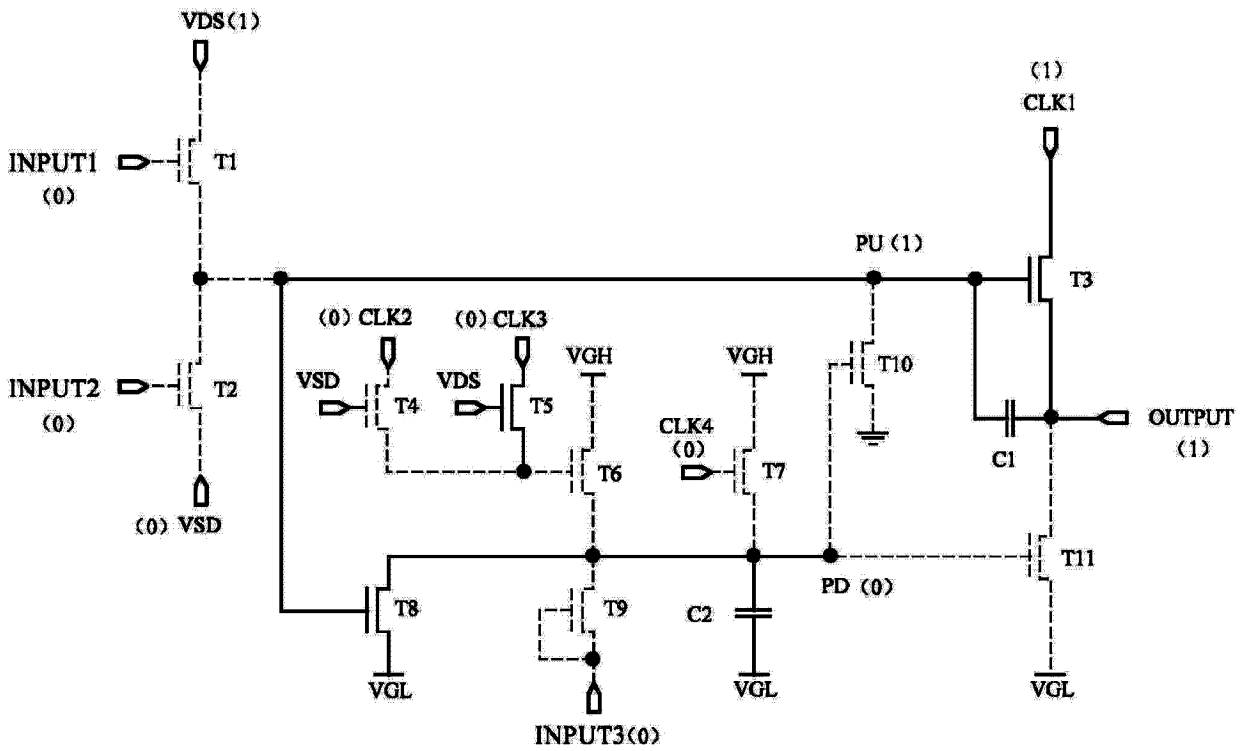 VDS(1)
(1)
CLK1
INPUT1
(0)
T1
PU(1)
T3
(0)CLK2
(0)CLK3
VGH
VGH
T10
INPUT2
(0)
T2
VSD
T4
VDS
T5
CLK4
(0)
T6
T7
C1
OUTPUT
(1)
(0)VSD
T11
PD(0)
T8
T9
C2
VGL
VGL
VGL
INPUT3(0)